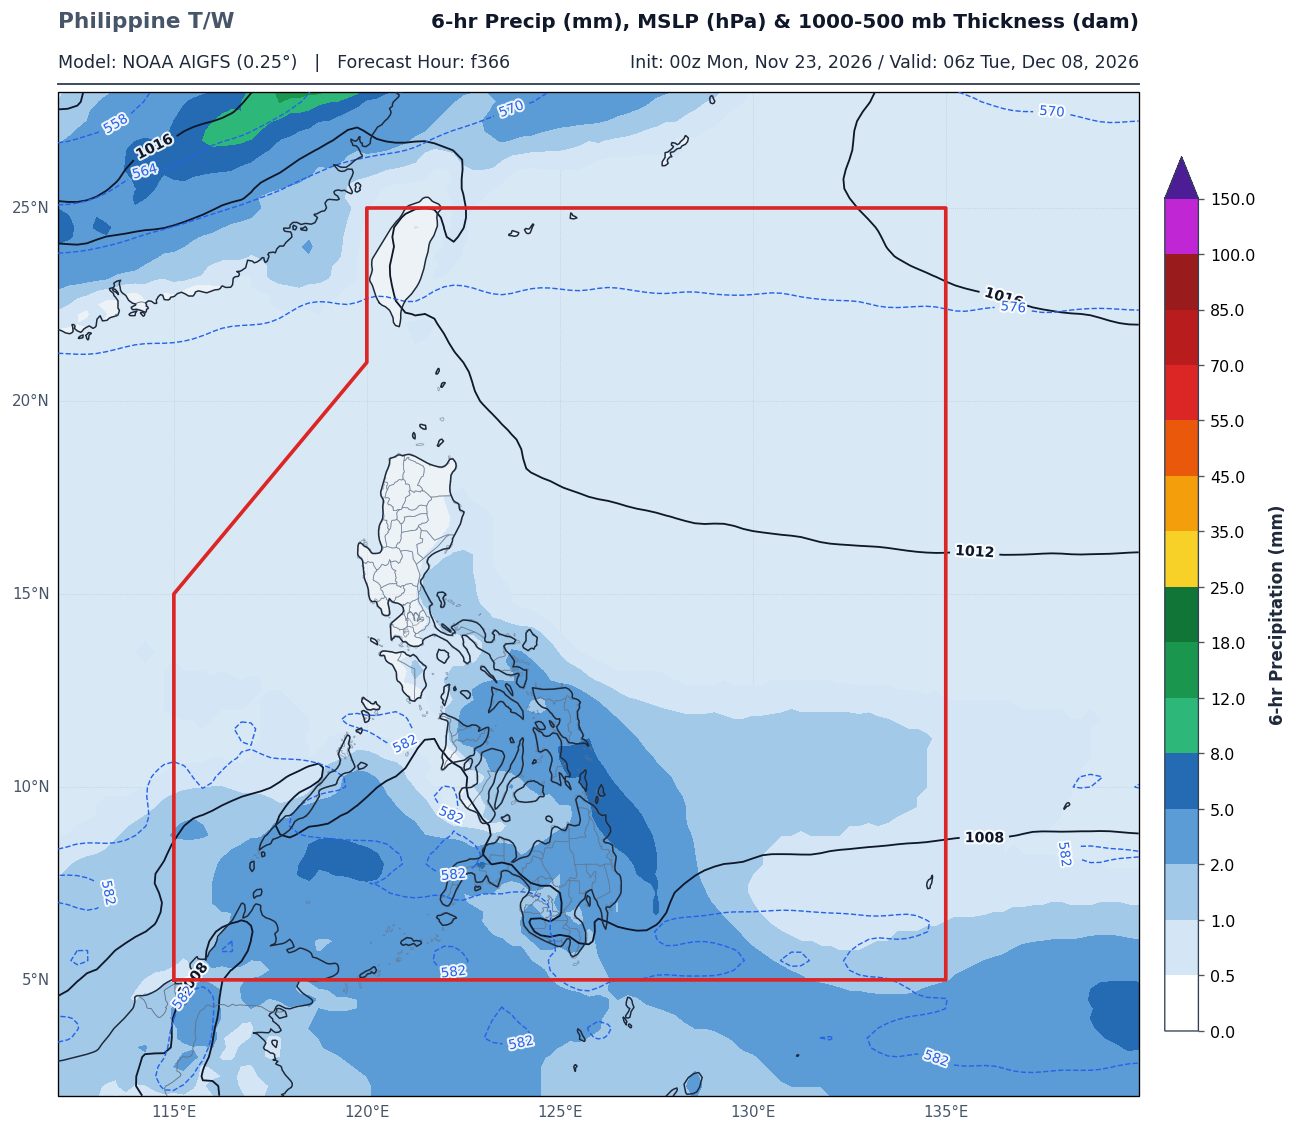 Philippine T/W
6-hr Precip (mm), MSLP (hPa) & 1000-500 mb Thickness (dam)
Model: NOAA AIGFS (0.25°) | Forecast Hour: f366
Init: 00z Mon, Nov 23, 2026 / Valid: 06z Tue, Dec 08, 2026
558
570
570
1016
564
25°N
1016
576
20°N
1012
15°N
582
10°N
582
1008
582
582
582
5°N
1008
582
582
582
582
115°E
120°E
125°E
130°E
135°E
150.0
100.0
85.0
70.0
55.0
45.0
35.0
25.0
18.0
12.0
8.0
5.0
2.0
1.0
0.5
0.0
6-hr Precipitation (mm)